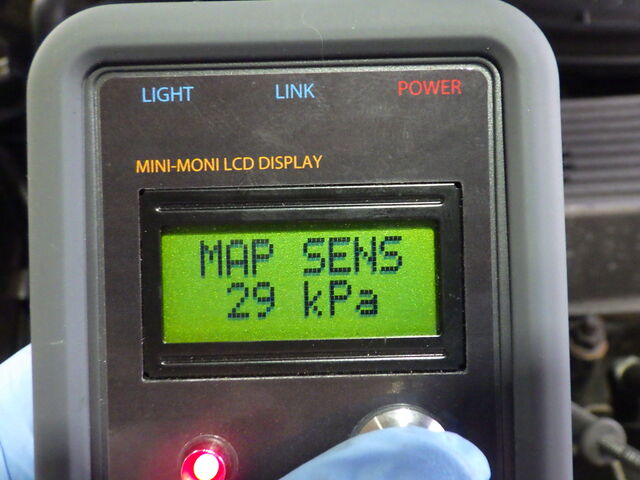 LIGHT LINK POWER
MINI-MONI LCD DISPLAY
MAP SENS
29 kPa